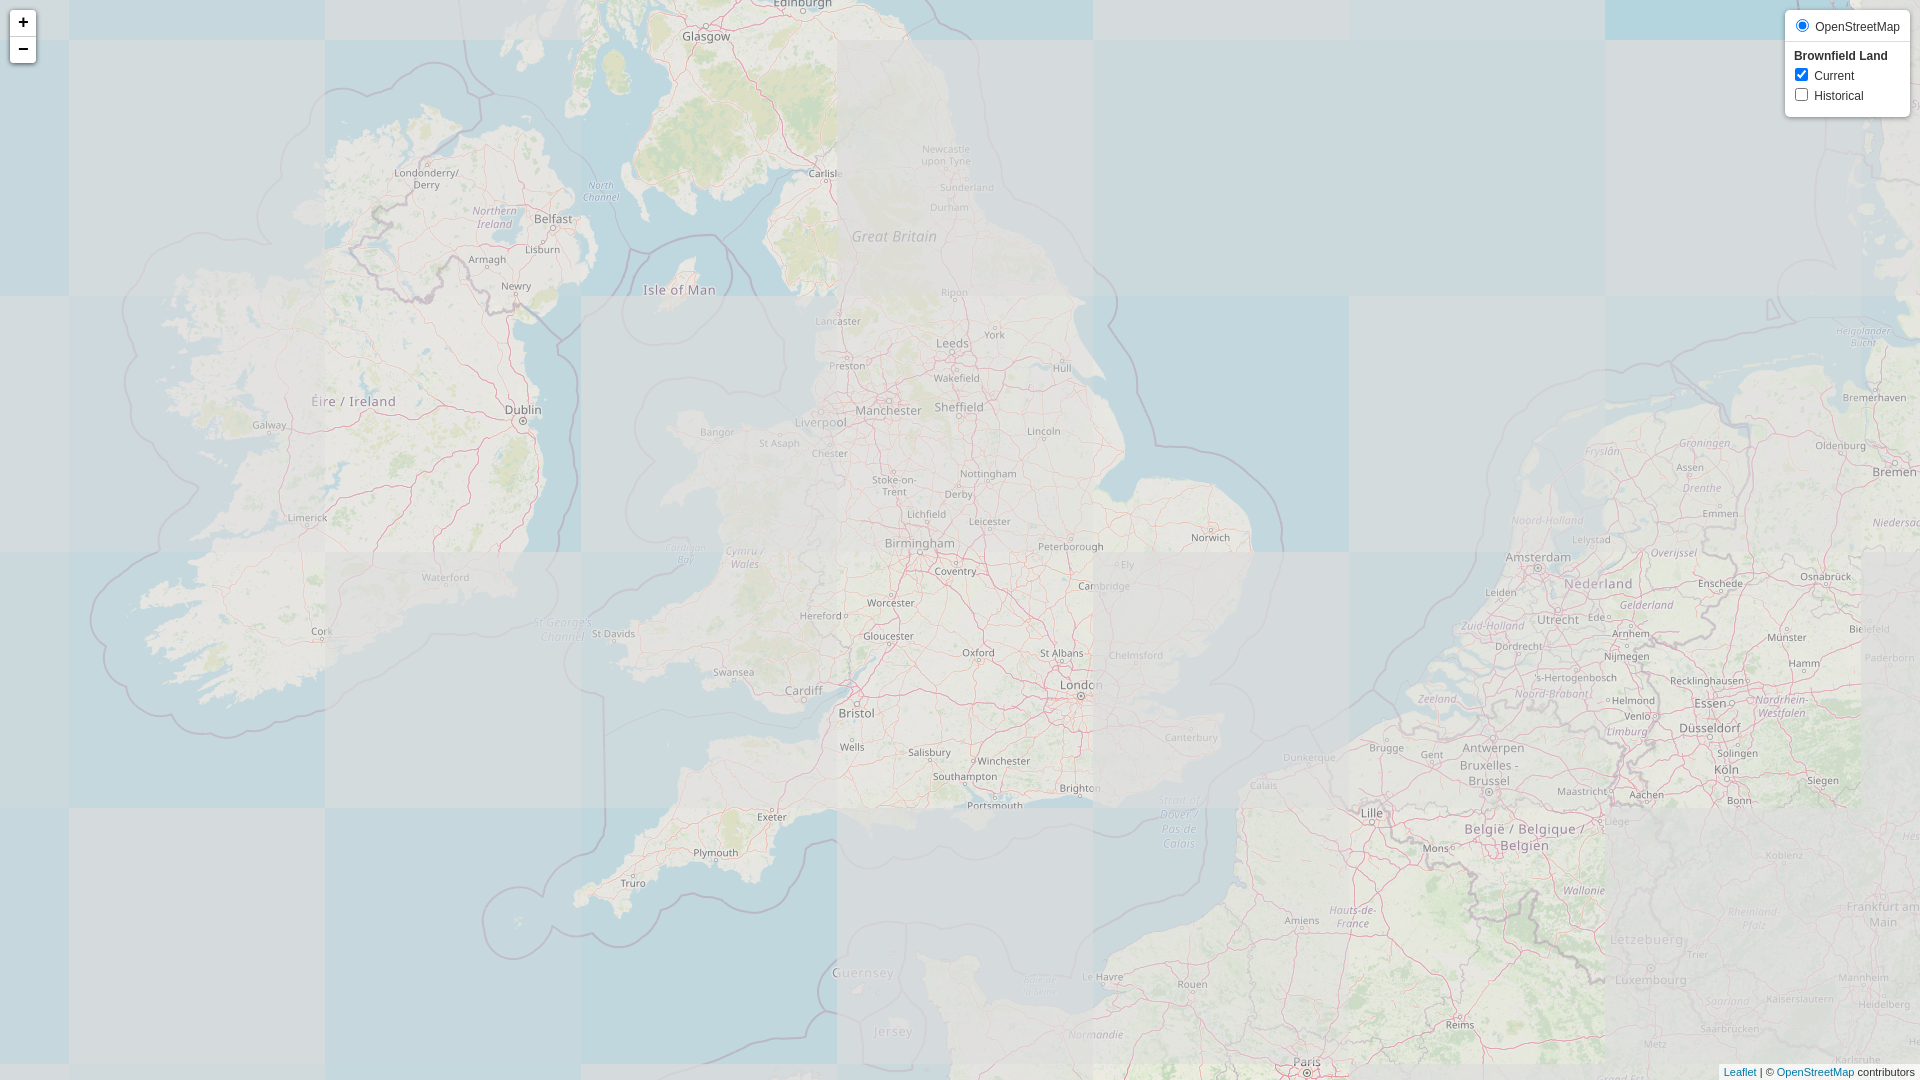 +
−
OpenStreetMap
Brownfield Land
Current
Historical
Edinburgh
Glasgow
Newcastle
upon Tyne
Londonderry/
Derry
Carlisle
North
Channel
Sunderland
Durham
Northern
Ireland
Belfast
Great Britain
Lisburn
Armagh
Newry
Isle of Man
Ripon
Lancaster
York
Leeds
Preston
Hull
Wakefield
Helgoländer
Bucht
Bremerhaven
Éire / Ireland
Dublin
Manchester
Sheffield
Galway
Liverpool
Bangor
St Asaph
Chester
Lincoln
Groningen
Oldenburg
Fryslân
Assen
Bremen
Nottingham
Stoke-on-
Trent
Derby
Drenthe
Lichfield
Leicester
Limerick
Emmen
Noord-Holland
Niedersa
Norwich
Birmingham
Peterborough
Lelystad
Cardigan
Bay
Cymru /
Wales
Amsterdam
Overijssel
Ely
Coventry
Waterford
Osnabrück
Cambridge
Nederland
Enschede
Leiden
Worcester
Gelderland
Hereford
Utrecht
Ede
St George's
Channel
Cork
St Davids
Gloucester
Zuid-Holland
Arnhem
Münster
Bielefeld
Oxford
St Albans
Chelmsford
Dordrecht
Nijmegen
Paderborn
Hamm
Swansea
's-Hertogenbosch
Recklinghausen
London
Cardiff
Noord-Brabant
Zeeland
Helmond
Essen
Nordrhein-
Westfalen
Bristol
Venlo
Düsseldorf
Limburg
Canterbury
Wells
Salisbury
Brugge
Antwerpen
Gent
Solingen
Winchester
Dunkerque
Bruxelles -
Brussel
Köln
Southampton
Siegen
Brighton
Calais
Maastricht
Aachen
Bonn
Portsmouth
Strait of
Dover /
Pas de
Calais
Exeter
Lille
Liège
België / Belgique /
Belgien
Mons
Plymouth
Koblenz
Truro
Wallonie
Hauts-de-
France
Rheinland-
Pfalz
Frankfurt am
Main
Amiens
Letzebuerg
Trier
Guernsey
Le Havre
Rouen
Luxembourg
Mannheim
Saarland
Kaiserslautern
Heidelberg
Jersey
Normandie
Reims
Saarbrücken
Metz
Paris
Karlsruhe
Grand Est
Leaflet | © OpenStreetMap contributors